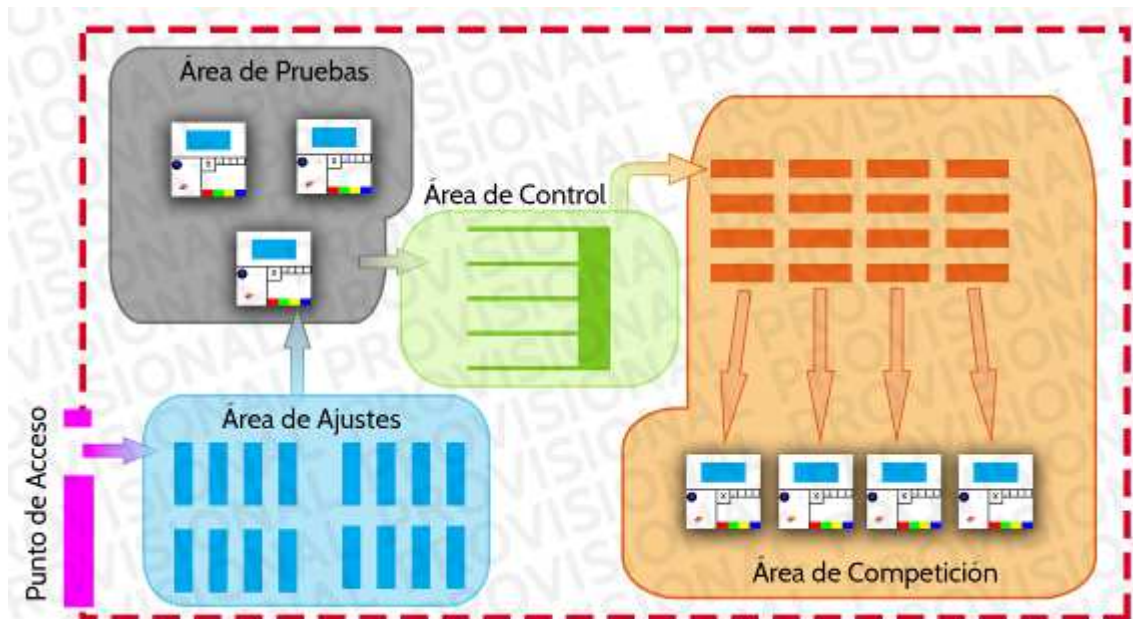 Área de Pruebas
Área de Control
Punto de Acceso
Área de Ajustes
Área de Competición
PROVISIONAL